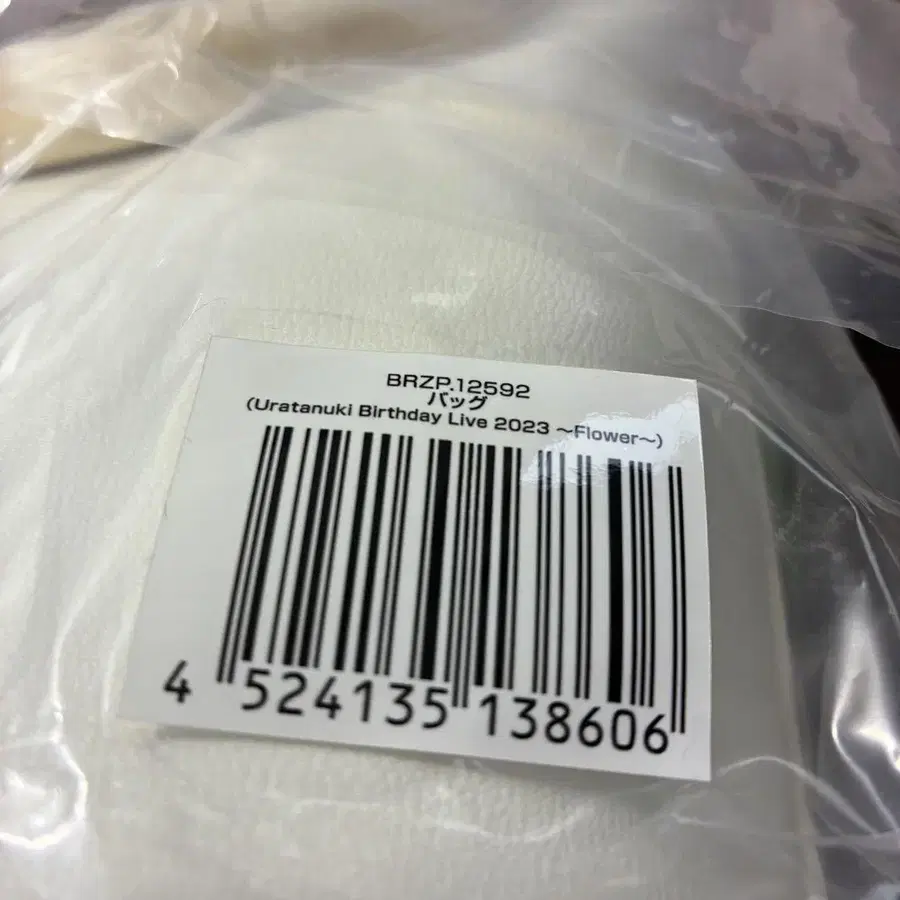 BRZP.12592
バッグ
(Uratanuki Birthday Live 2023 ～Flower～)
4 524135 138606